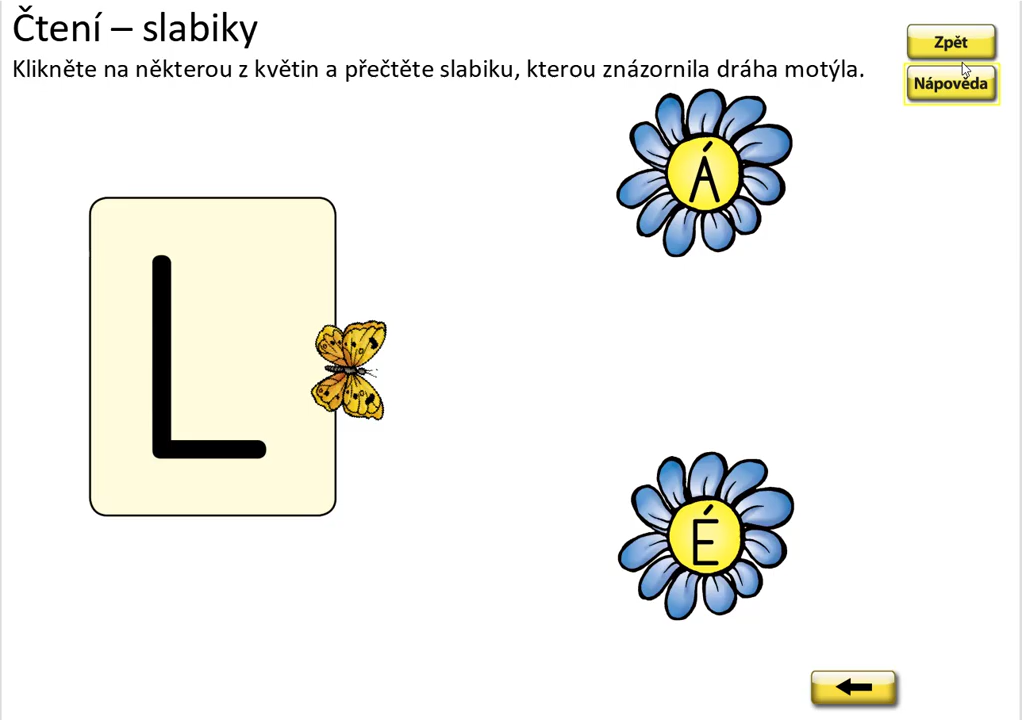 Čtení – slabiky
Zpět
Klikněte na některou z květin a přečtěte slabiku, kterou znázornila dráha motýla.
Nápověda
Á
L
É